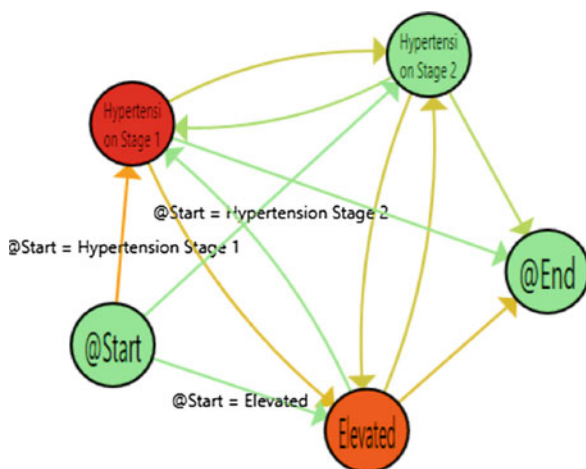 Hypertensi
on Stage 2
Hypertensi
on Stage 1
@Start = Hypertension Stage 2
@Start = Hypertension Stage 1
@End
@Start
@Start = Elevated
Elevated